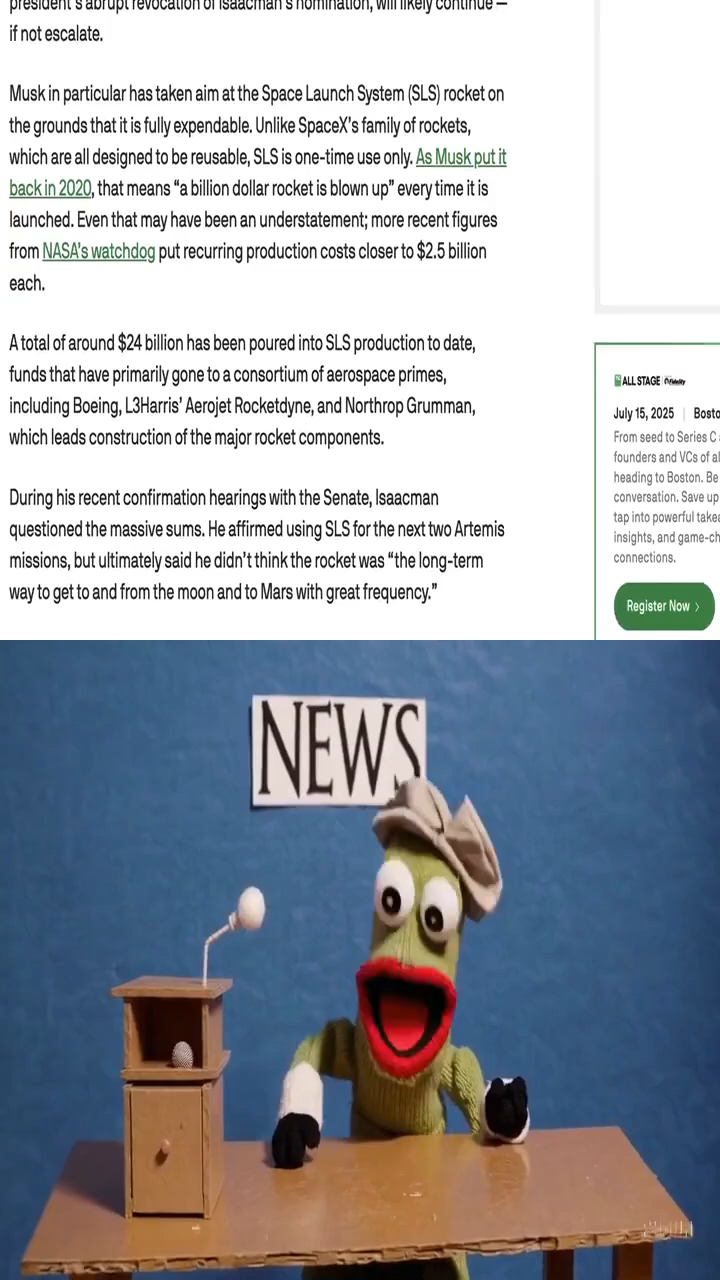 president's abrupt revocation of Isaacman's nomination, will likely continue —
if not escalate.
Musk in particular has taken aim at the Space Launch System (SLS) rocket on
the grounds that it is fully expendable. Unlike SpaceX's family of rockets,
which are all designed to be reusable, SLS is one-time use only. As Musk put it
back in 2020, that means “a billion dollar rocket is blown up” every time it is
launched. Even that may have been an understatement; more recent figures
from NASA's watchdog put recurring production costs closer to $2.5 billion
each.
A total of around $24 billion has been poured into SLS production to date,
funds that have primarily gone to a consortium of aerospace primes,
including Boeing, L3Harris' Aerojet Rocketdyne, and Northrop Grumman,
which leads construction of the major rocket components.
During his recent confirmation hearings with the Senate, Isaacman
questioned the massive sums. He affirmed using SLS for the next two Artemis
missions, but ultimately said he didn't think the rocket was “the long-term
way to get to and from the moon and to Mars with great frequency.”
ALL STAGE | Fidelity
July 15, 2025 | Bosto
From seed to Series C
founders and VCs of al
heading to Boston. Be
conversation. Save up
tap into powerful takea
insights, and game-ch
connections.
Register Now >
NEWS